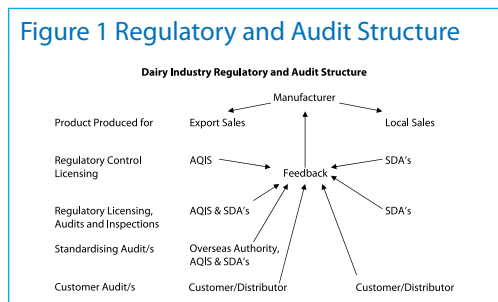 Figure 1 Regulatory and Audit Structure
Dairy Industry Regulatory and Audit Structure
Manufacturer
Product Produced for Export Sales Local Sales
Regulatory Control AQIS SDA's
Licensing
Feedback
Regulatory Licensing, AQIS & SDA's SDA's
Audits and Inspections
Standardising Audit/s Overseas Authority,
AQIS & SDA's
Customer Audit/s Customer/Distributor Customer/Distributor